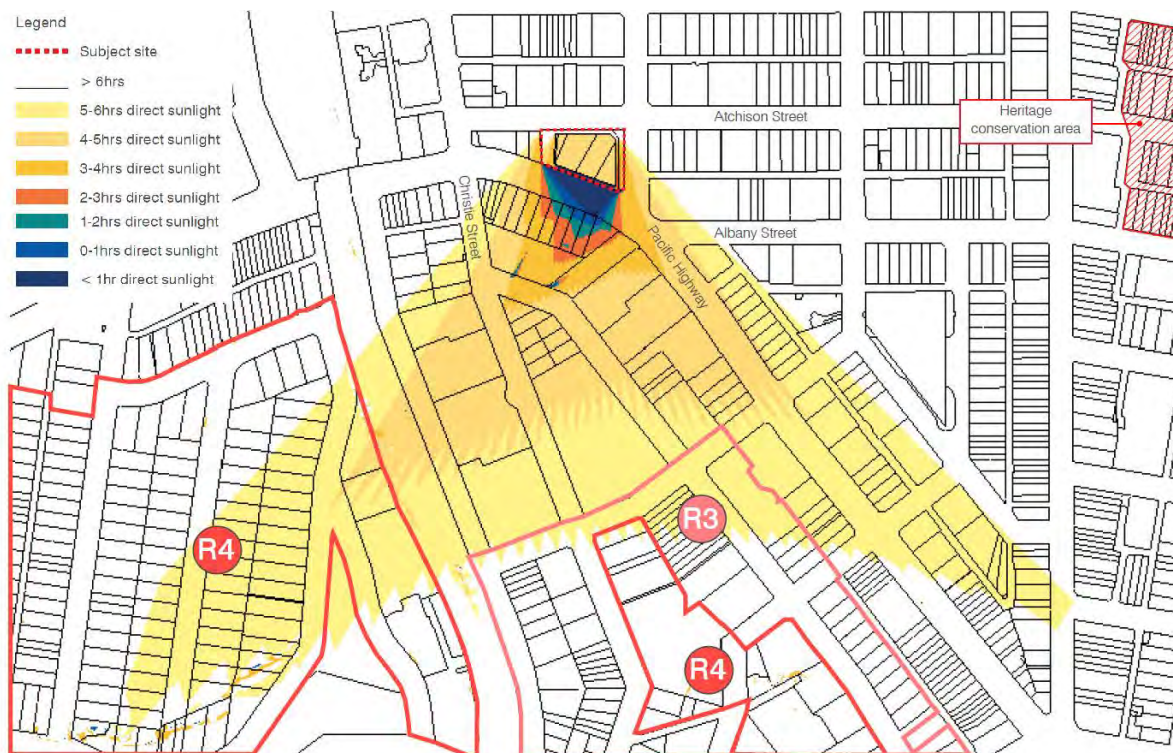 Legend
Subject site
> 6hrs
5-6hrs direct sunlight
4-5hrs direct sunlight
3-4hrs direct sunlight
2-3hrs direct sunlight
1-2hrs direct sunlight
0-1hrs direct sunlight
< 1hr direct sunlight
Atchison Street
Heritage
conservation area
Christie Street
Albany Street
Pacific Highway
R3
R4
R4